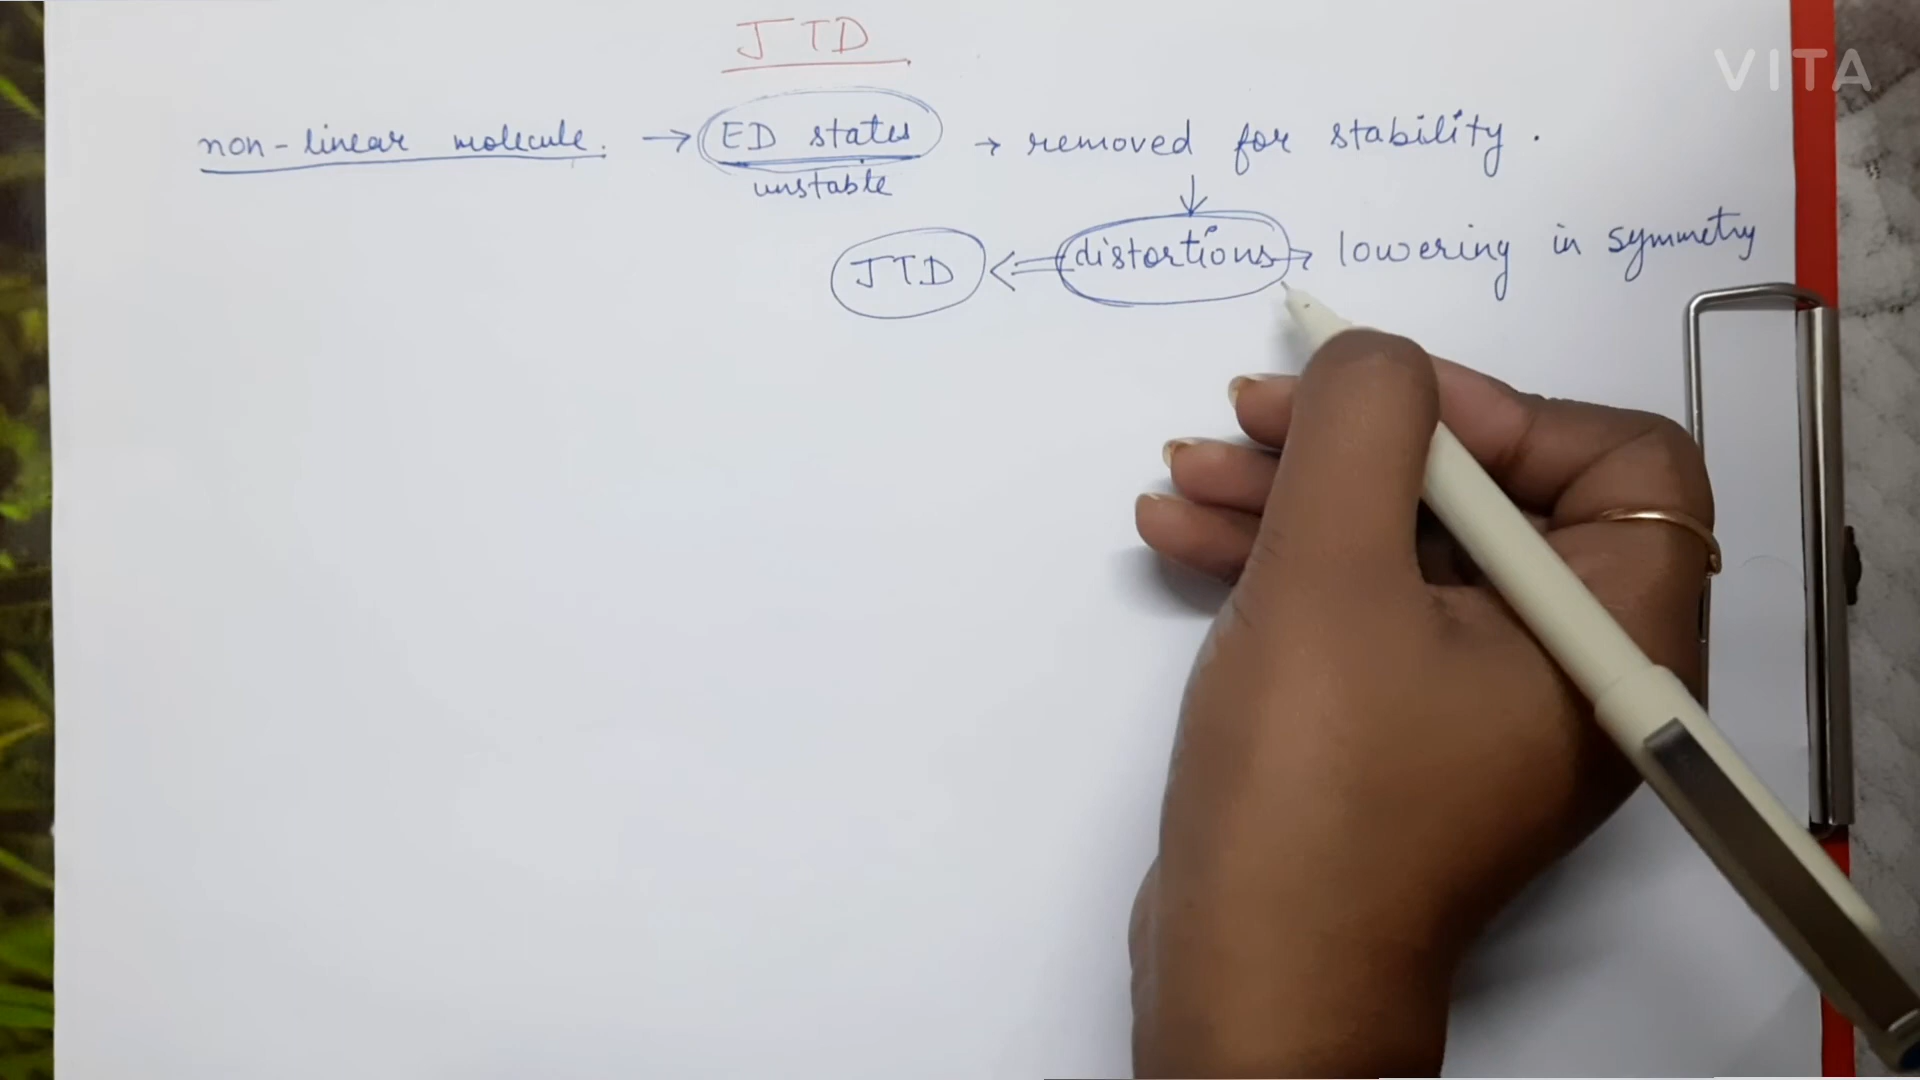 JTD
VITA
non-linear molecule. → ED states → removed for stability.
unstable ↓
JTD ⇐ distortions → lowering in symmetry